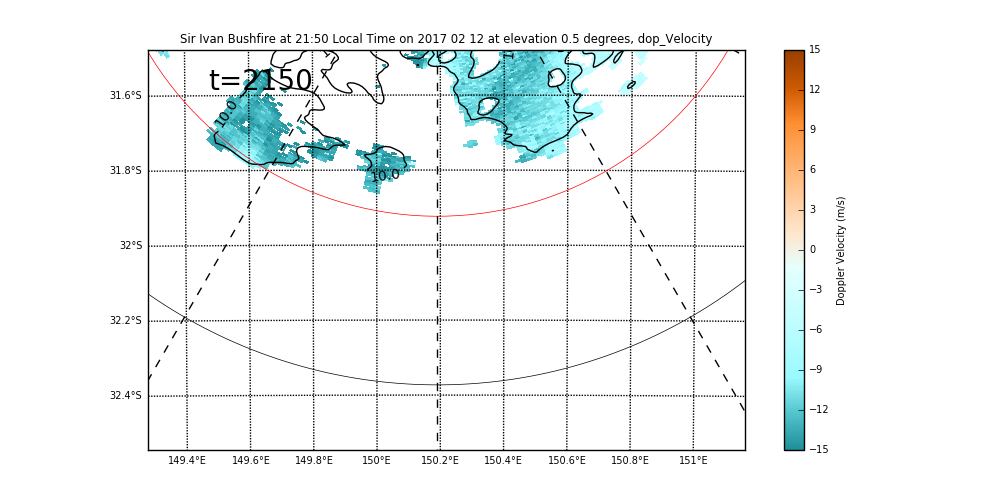 Sir Ivan Bushfire at 21:50 Local Time on 2017 02 12 at elevation 0.5 degrees, dop_Velocity
t=2150
10.0
10.0
31.6°S
31.8°S
32°S
32.2°S
32.4°S
149.4°E
149.6°E
149.8°E
150°E
150.2°E
150.4°E
150.6°E
150.8°E
151°E
15
12
9
6
3
0
−3
−6
−9
−12
−15
Doppler Velocity (m/s)